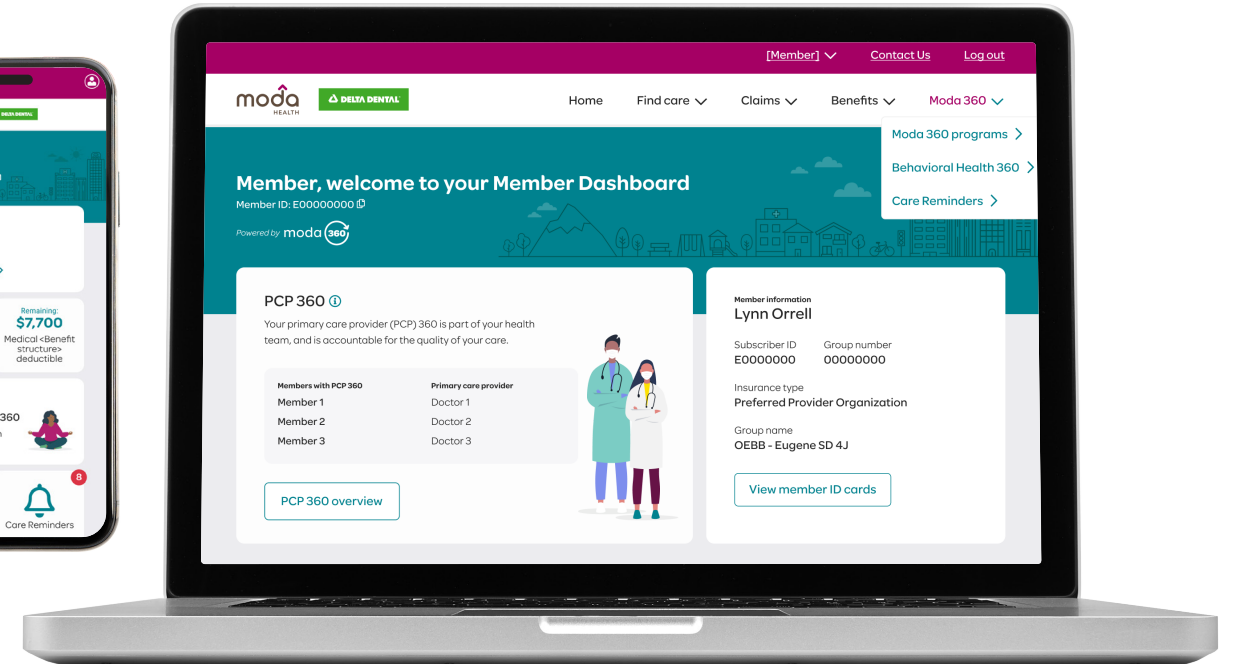 DELTA DENTAL
Remaining:
$7,700
Medical <Benefit
structure>
deductible
360
8
Care Reminders
[Member]
Contact Us
Log out
moda
HEALTH
DELTA DENTAL
Home
Find care
Claims
Benefits
Moda 360
Moda 360 programs
Behavioral Health 360
Care Reminders
Member, welcome to your Member Dashboard
Member ID: E00000000
Powered by moda 360
PCP 360
Your primary care provider (PCP) 360 is part of your health
team, and is accountable for the quality of your care.
Members with PCP 360
Primary care provider
Member 1
Doctor 1
Member 2
Doctor 2
Member 3
Doctor 3
PCP 360 overview
Member information
Lynn Orrell
Subscriber ID
Group number
E0000000
00000000
Insurance type
Preferred Provider Organization
Group name
OEBB - Eugene SD 4J
View member ID cards